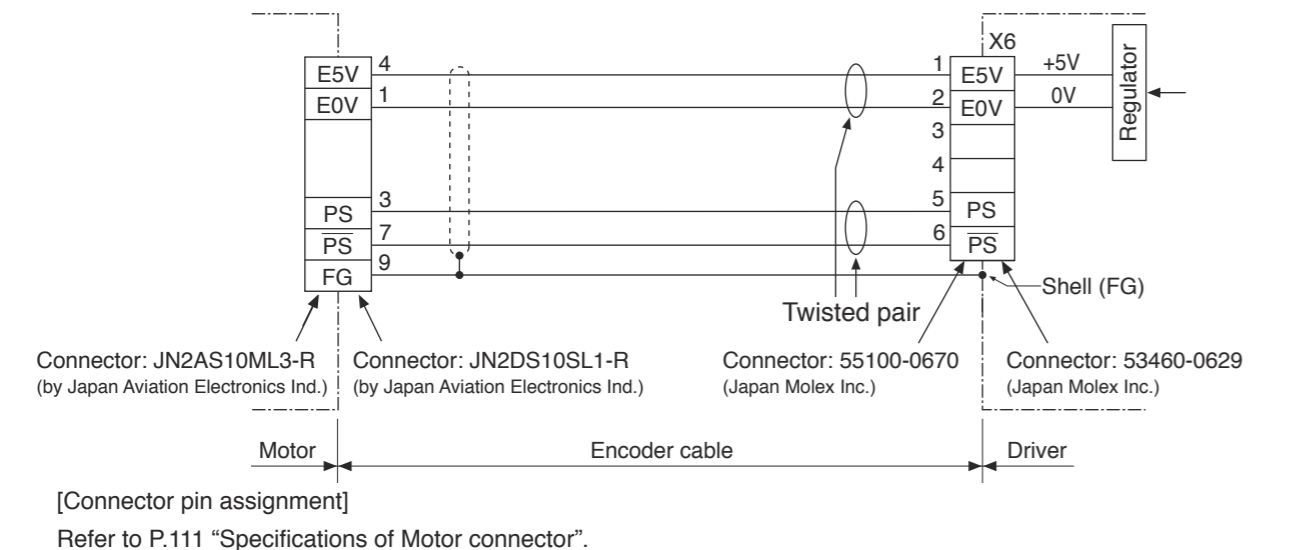 X6
E5V 4 1 E5V +5V
E0V 1 2 E0V 0V
Regulator
3
4
PS 3 5 PS
P̅S̅ 7 6 P̅S̅
FG 9
Shell (FG)
Twisted pair
Connector: JN2AS10ML3-R Connector: JN2DS10SL1-R Connector: 55100-0670 Connector: 53460-0629
(by Japan Aviation Electronics Ind.) (by Japan Aviation Electronics Ind.) (Japan Molex Inc.) (Japan Molex Inc.)
Motor Encoder cable Driver
[Connector pin assignment]
Refer to P.111 “Specifications of Motor connector”.